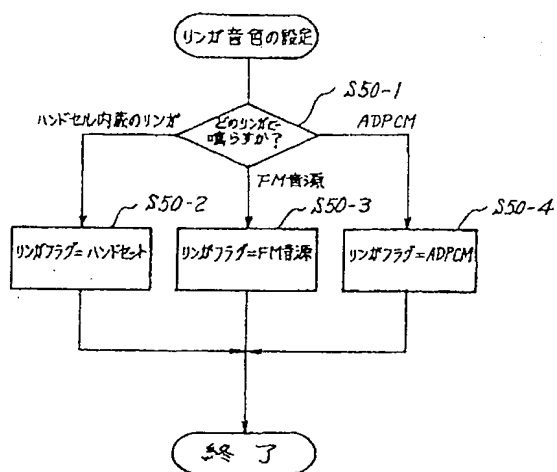 リンガ音色の設定
S50-1
ハンドセル内蔵のリンガ
どのリンガで
鳴らすか?
ADPCM
FM音源
S50-2
S50-3
S50-4
リンガフラグ=ハンドセット
リンガフラグ=FM音源
リンガフラグ=ADPCM
終了